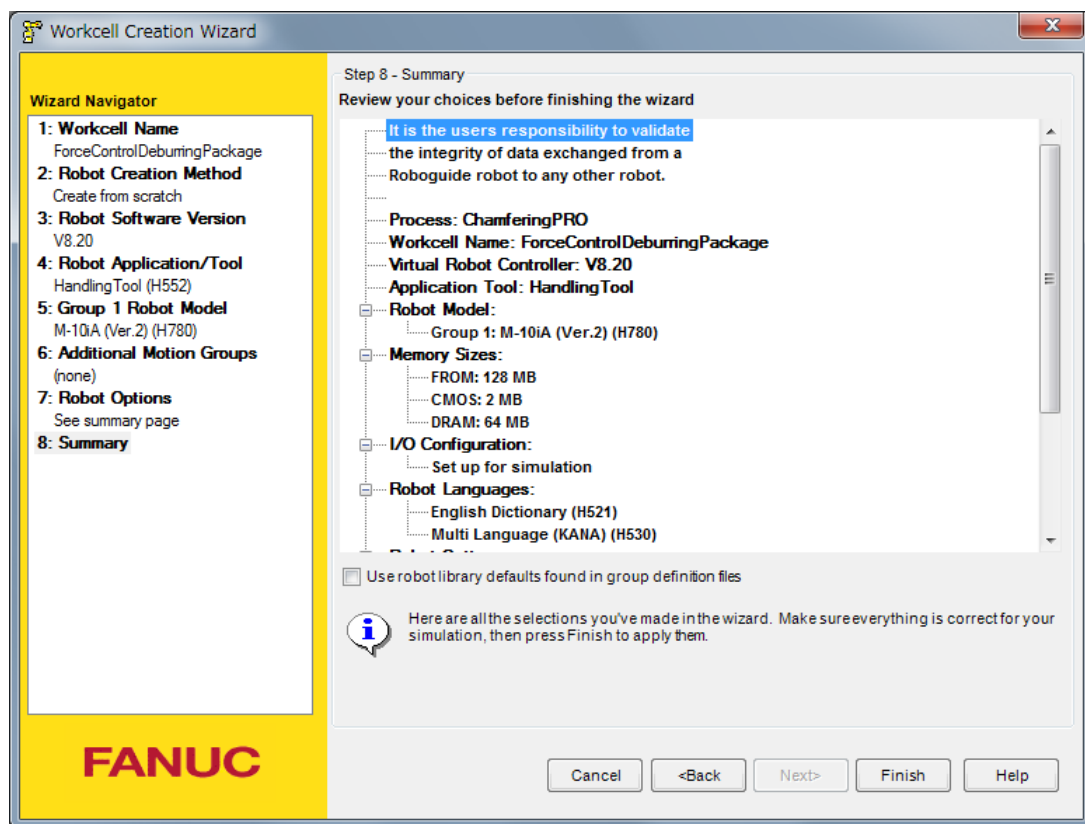 Workcell Creation Wizard
Wizard Navigator
1: Workcell Name
ForceControlDeburringPackage
2: Robot Creation Method
Create from scratch
3: Robot Software Version
V8.20
4: Robot Application/Tool
HandlingTool (H552)
5: Group 1 Robot Model
M-10iA (Ver.2) (H780)
6: Additional Motion Groups
(none)
7: Robot Options
See summary page
8: Summary
FANUC
Step 8 - Summary
Review your choices before finishing the wizard
It is the users responsibility to validate
the integrity of data exchanged from a
Roboguide robot to any other robot.
Process: ChamferingPRO
Workcell Name: ForceControlDeburringPackage
Virtual Robot Controller: V8.20
Application Tool: HandlingTool
Robot Model:
Group 1: M-10iA (Ver.2) (H780)
Memory Sizes:
FROM: 128 MB
CMOS: 2 MB
DRAM: 64 MB
I/O Configuration:
Set up for simulation
Robot Languages:
English Dictionary (H521)
Multi Language (KANA) (H530)
Use robot library defaults found in group definition files
Here are all the selections you've made in the wizard. Make sure everything is correct for your
simulation, then press Finish to apply them.
Cancel <Back Next> Finish Help